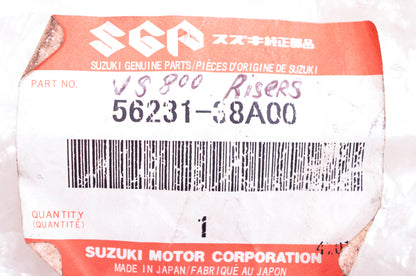 SGP スズキ純正部品
SUZUKI GENUINE PARTS/PIÈCES D'ORIGINE DE SUZUKI
VS 800 Risers
PART NO.
56231-38A00
QUANTITY
(QUANTITÉ)
1
SUZUKI MOTOR CORPORATION
MADE IN JAPAN/FABRIQUÉ AU JAPON